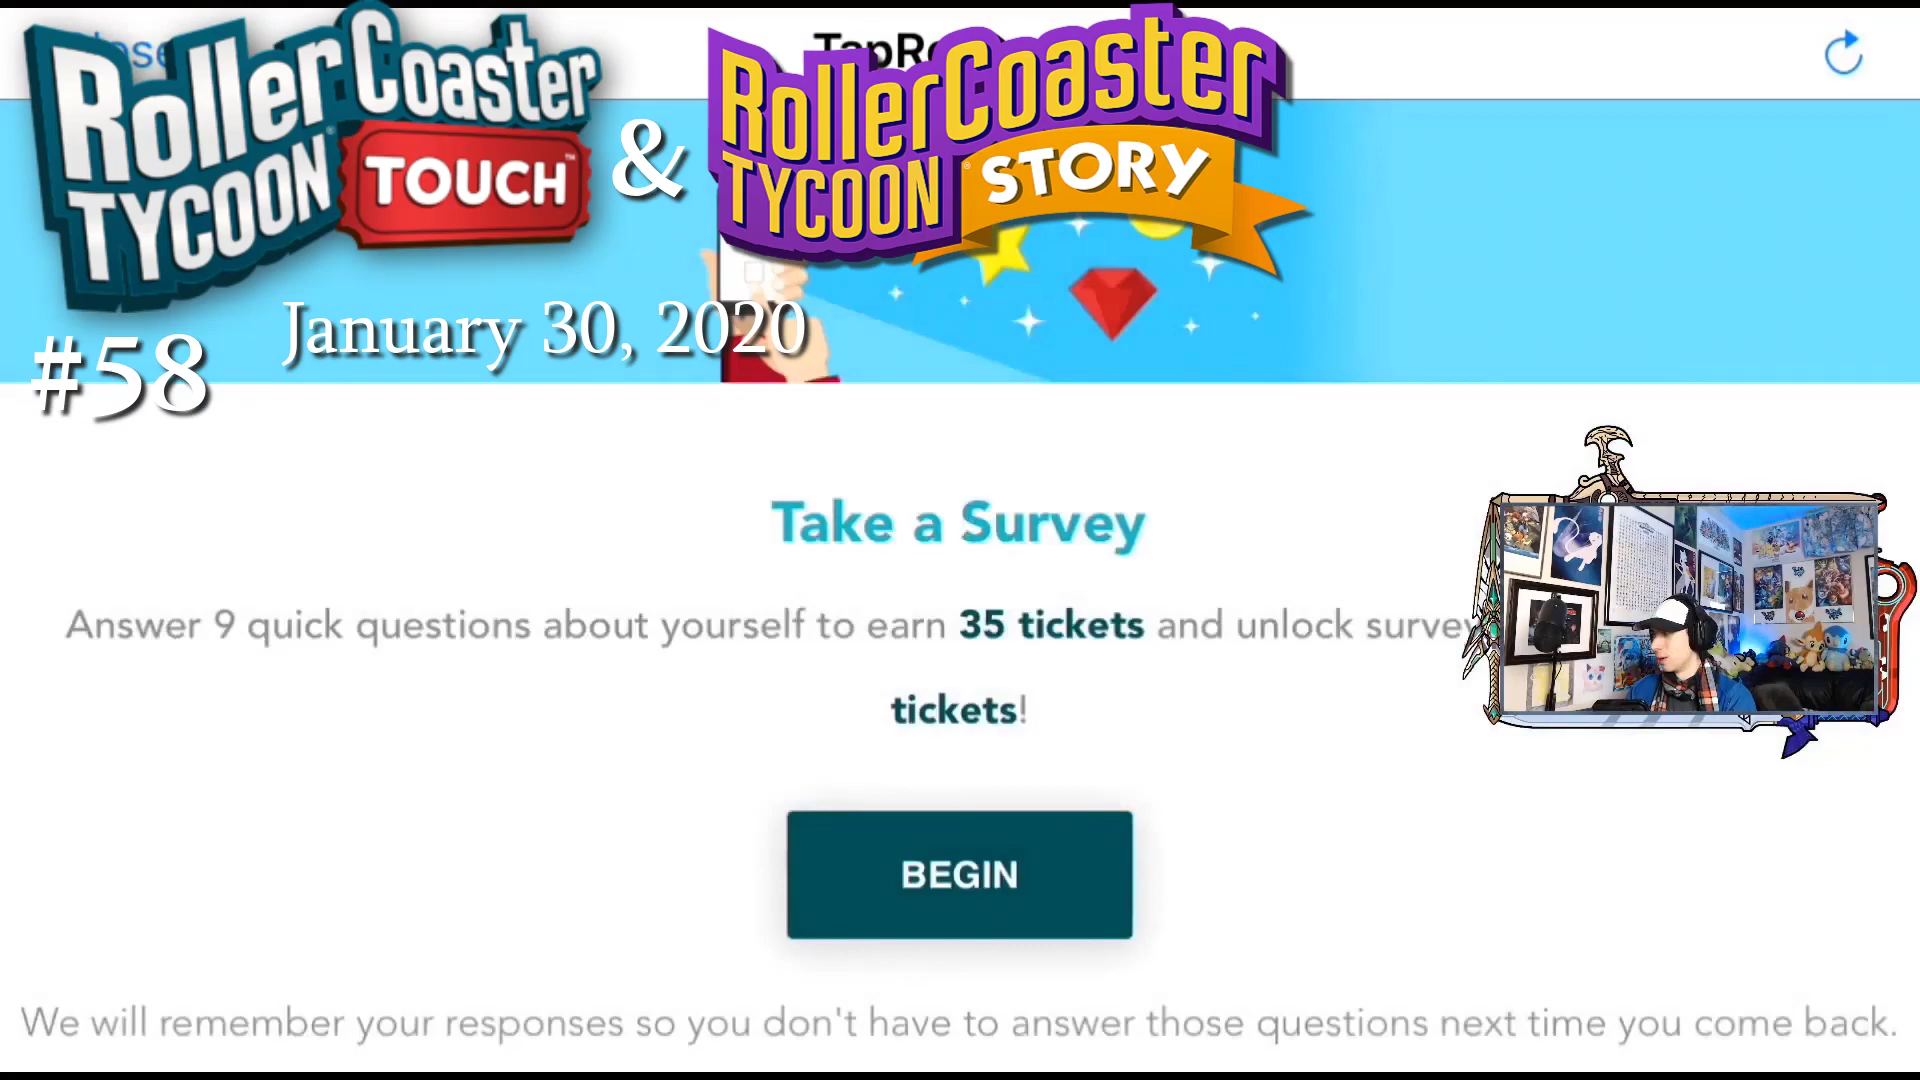 RollerCoaster
TYCOON® TOUCH™
&
RollerCoaster
TYCOON® STORY
#58
January 30, 2020
Take a Survey
Answer 9 quick questions about yourself to earn 35 tickets and unlock
tickets!
BEGIN
We will remember your responses so you don't have to answer those questions next time you come back.